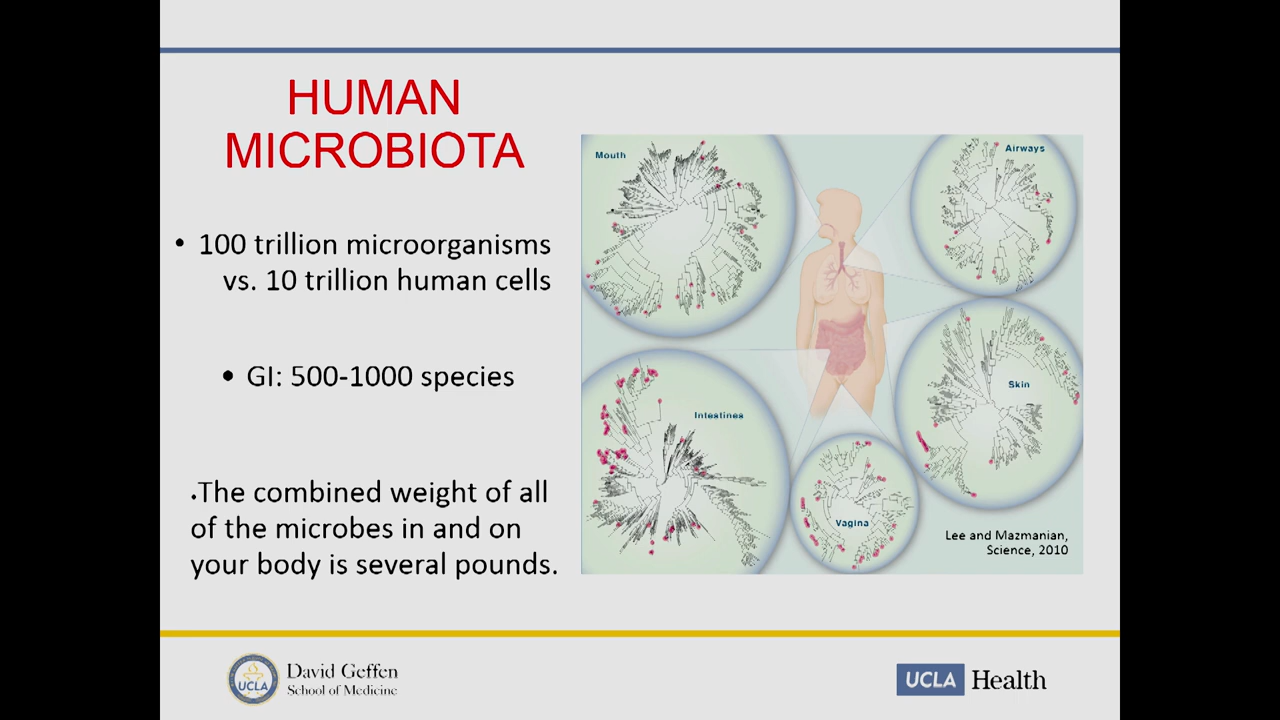 HUMAN
MICROBIOTA
• 100 trillion microorganisms
vs. 10 trillion human cells
• GI: 500-1000 species
.The combined weight of all
of the microbes in and on
your body is several pounds.
Mouth
Airways
Skin
Intestines
Vagina
Lee and Mazmanian,
Science, 2010
UCLA
David Geffen
School of Medicine
UCLA Health